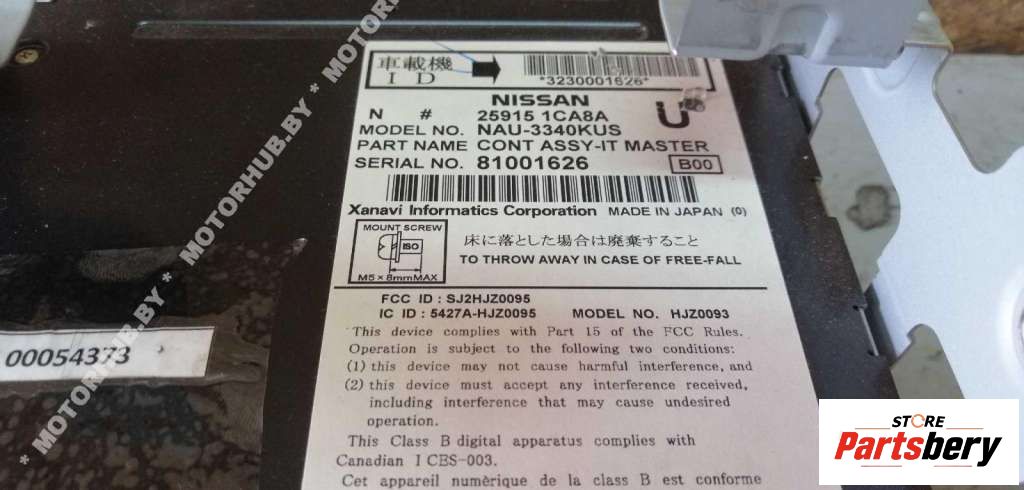 車載機
I D
*3230001626*
NISSAN
N # 25915 1CA8A
U
MODEL NO. NAU-3340KUS
PART NAME CONT ASSY-IT MASTER
SERIAL NO. 81001626 B00
Xanavi Informatics Corporation MADE IN JAPAN (0)
MOUNT SCREW
ISO
M5×8mmMAX
床に落とした場合は廃棄すること
TO THROW AWAY IN CASE OF FREE-FALL
FCC ID : SJ2HJZ0095
IC ID : 5427A-HJZ0095 MODEL NO. HJZ0093
This device complies with Part 15 of the FCC Rules.
Operation is subject to the following two conditions:
(1) this device may not cause harmful interference, and
(2) this device must accept any interference received,
including interference that may cause undesired
operation.
This Class B digital apparatus complies with
Canadian I CES-003.
Cet appareil numèrique de la class B est conforme
00054373
* MOTORHUB.BY * MOTORHUB.BY * MOTORHUB.BY
STORE
Partsbery